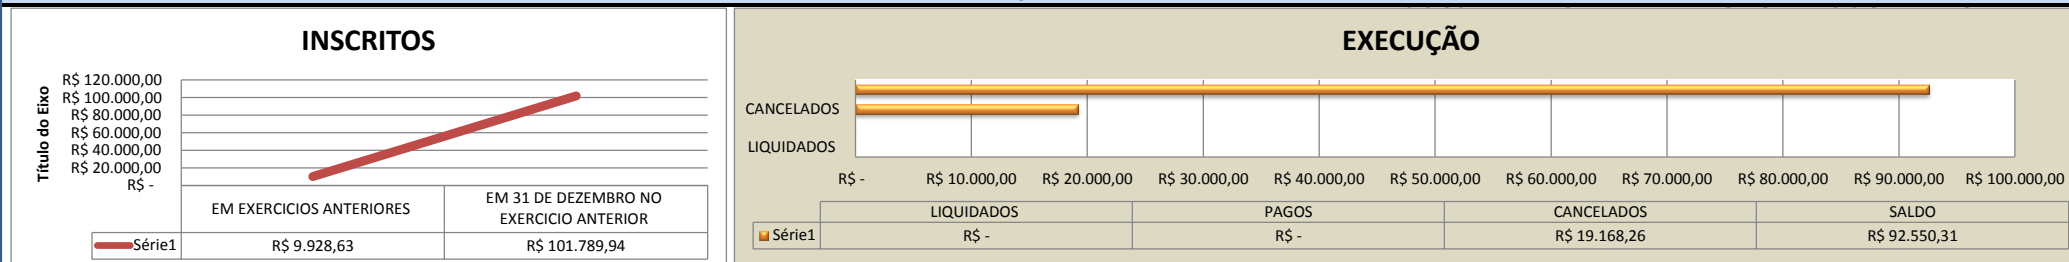 INSCRITOS
Título do Eixo
R$ 120.000,00
R$ 100.000,00
R$ 80.000,00
R$ 60.000,00
R$ 40.000,00
R$ 20.000,00
R$ -
EM EXERCICIOS ANTERIORES
EM 31 DE DEZEMBRO NO
EXERCICIO ANTERIOR
Série1 R$ 9.928,63 R$ 101.789,94
EXECUÇÃO
CANCELADOS
LIQUIDADOS
R$ - R$ 10.000,00 R$ 20.000,00 R$ 30.000,00 R$ 40.000,00 R$ 50.000,00 R$ 60.000,00 R$ 70.000,00 R$ 80.000,00 R$ 90.000,00 R$ 100.000,00
LIQUIDADOS PAGOS CANCELADOS SALDO
Série1 R$ - R$ - R$ 19.168,26 R$ 92.550,31